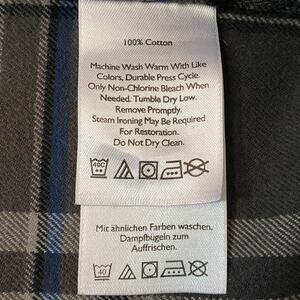 100% Cotton
Machine Wash Warm With Like
Colors, Durable Press Cycle.
Only Non-Chlorine Bleach When
Needed. Tumble Dry Low.
Remove Promptly.
Steam Ironing May Be Required
For Restoration.
Do Not Dry Clean.
40C
Mit ähnlichen Farben waschen.
Dampfbügeln zum
Auffrischen.
40